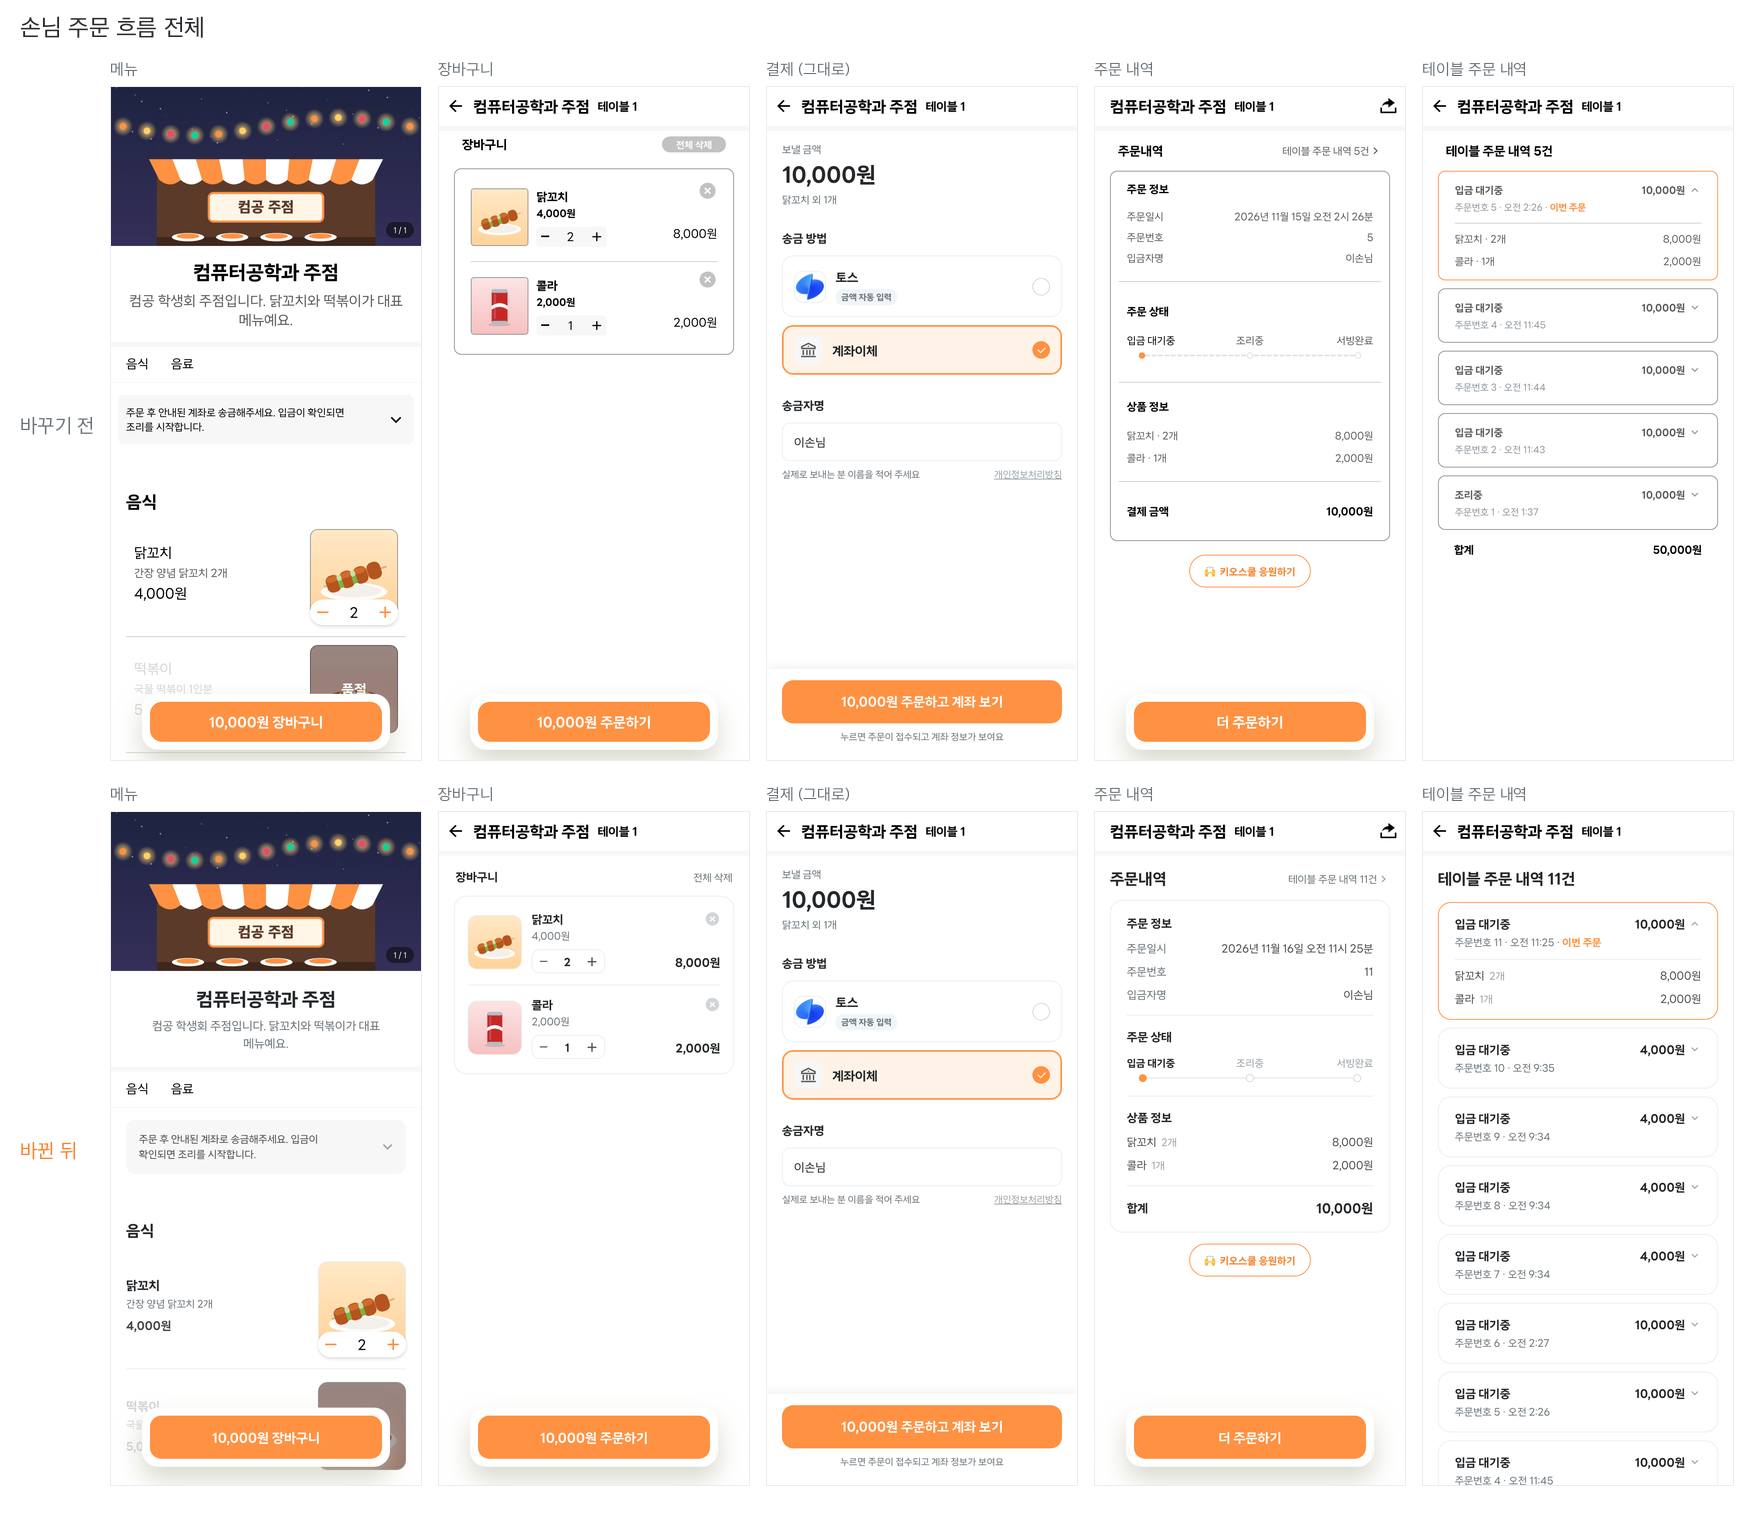 손님 주문 흐름 전체
바꾸기 전
메뉴
컴공 주점
1/1
컴퓨터공학과 주점
컴공 학생회 주점입니다. 닭꼬치와 떡볶이가 대표
메뉴예요.
음식 음료
주문 후 안내된 계좌로 송금해주세요. 입금이 확인되면
조리를 시작합니다.
음식
닭꼬치
간장 양념 닭꼬치 2개
4,000원
2
떡볶이
국물 떡볶이 1인분
품절
5
10,000원 장바구니
장바구니
컴퓨터공학과 주점 테이블 1
장바구니 전체 삭제
닭꼬치
4,000원
2 8,000원
콜라
2,000원
1 2,000원
10,000원 주문하기
결제 (그대로)
컴퓨터공학과 주점 테이블 1
보낼 금액
10,000원
닭꼬치 외 1개
송금 방법
토스
금액 자동 입력
계좌이체
송금자명
이손님
실제로 보내는 분 이름을 적어 주세요 개인정보처리방침
10,000원 주문하고 계좌 보기
누르면 주문이 접수되고 계좌 정보가 보여요
주문 내역
컴퓨터공학과 주점 테이블 1
주문내역 테이블 주문 내역 5건
주문 정보
주문일시 2026년 11월 15일 오전 2시 26분
주문번호 5
입금자명 이손님
주문 상태
입금 대기중 조리중 서빙완료
상품 정보
닭꼬치 · 2개 8,000원
콜라 · 1개 2,000원
결제 금액 10,000원
🙌 키오스쿨 응원하기
더 주문하기
테이블 주문 내역
컴퓨터공학과 주점 테이블 1
테이블 주문 내역 5건
입금 대기중 10,000원
주문번호 5 · 오전 2:26 · 이번 주문
닭꼬치 · 2개 8,000원
콜라 · 1개 2,000원
입금 대기중 10,000원
주문번호 4 · 오전 11:45
입금 대기중 10,000원
주문번호 3 · 오전 11:44
입금 대기중 10,000원
주문번호 2 · 오전 11:43
조리중 10,000원
주문번호 1 · 오전 1:37
합계 50,000원
바뀐 뒤
메뉴
컴공 주점
1/1
컴퓨터공학과 주점
컴공 학생회 주점입니다. 닭꼬치와 떡볶이가 대표
메뉴예요.
음식 음료
주문 후 안내된 계좌로 송금해주세요. 입금이
확인되면 조리를 시작합니다.
음식
닭꼬치
간장 양념 닭꼬치 2개
4,000원
2
떡볶이
국물
5,0
10,000원 장바구니
장바구니
컴퓨터공학과 주점 테이블 1
장바구니 전체 삭제
닭꼬치
4,000원
2 8,000원
콜라
2,000원
1 2,000원
10,000원 주문하기
결제 (그대로)
컴퓨터공학과 주점 테이블 1
보낼 금액
10,000원
닭꼬치 외 1개
송금 방법
토스
금액 자동 입력
계좌이체
송금자명
이손님
실제로 보내는 분 이름을 적어 주세요 개인정보처리방침
10,000원 주문하고 계좌 보기
누르면 주문이 접수되고 계좌 정보가 보여요
주문 내역
컴퓨터공학과 주점 테이블 1
주문내역 테이블 주문 내역 11건
주문 정보
주문일시 2026년 11월 16일 오전 11시 25분
주문번호 11
입금자명 이손님
주문 상태
입금 대기중 조리중 서빙완료
상품 정보
닭꼬치 2개 8,000원
콜라 1개 2,000원
합계 10,000원
🙌 키오스쿨 응원하기
더 주문하기
테이블 주문 내역
컴퓨터공학과 주점 테이블 1
테이블 주문 내역 11건
입금 대기중 10,000원
주문번호 11 · 오전 11:25 · 이번 주문
닭꼬치 2개 8,000원
콜라 1개 2,000원
입금 대기중 4,000원
주문번호 10 · 오전 9:35
입금 대기중 4,000원
주문번호 9 · 오전 9:34
입금 대기중 4,000원
주문번호 8 · 오전 9:34
입금 대기중 4,000원
주문번호 7 · 오전 9:34
입금 대기중 10,000원
주문번호 6 · 오전 2:27
입금 대기중 10,000원
주문번호 5 · 오전 2:26
입금 대기중 10,000원
주문번호 4 · 오전 11:45